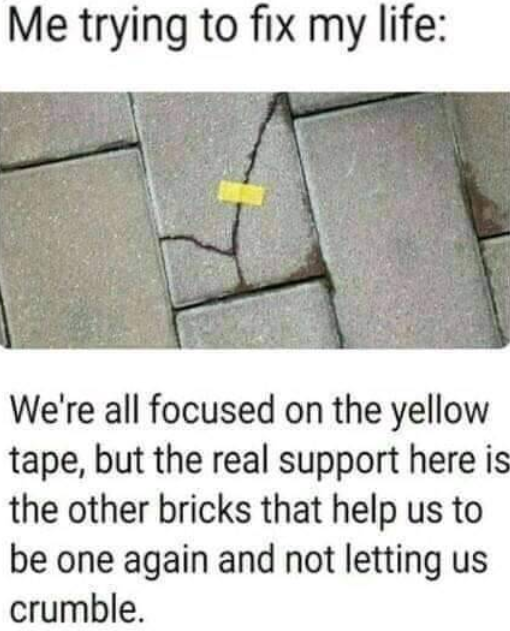 Me trying to fix my life:
We're all focused on the yellow
tape, but the real support here is
the other bricks that help us to
be one again and not letting us
crumble.